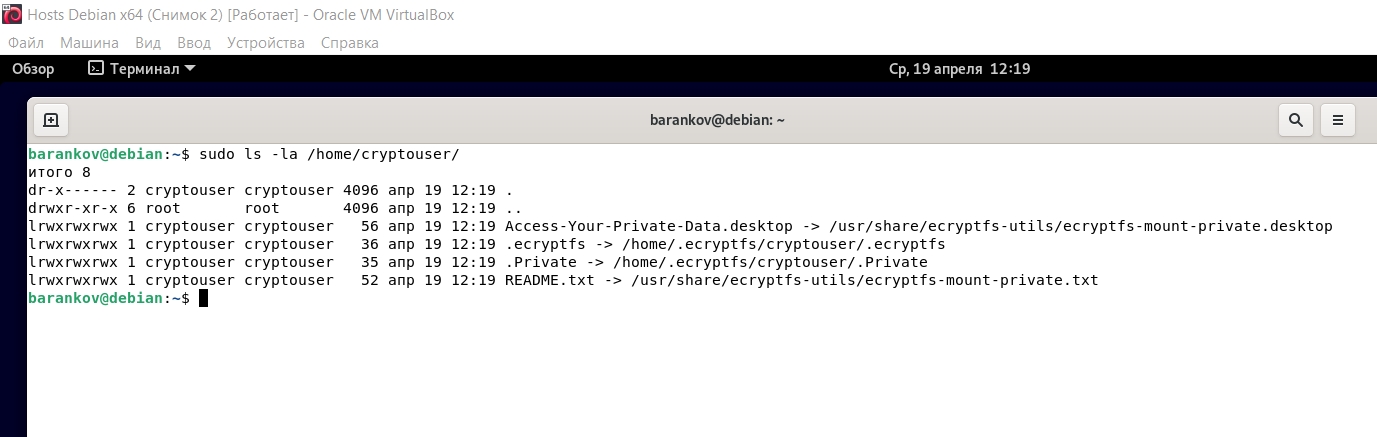 Hosts Debian x64 (Снимок 2) [Работает] - Oracle VM VirtualBox
Файл Машина Вид Ввод Устройства Справка
Обзор Терминал Ср, 19 апреля 12:19
barankov@debian: ~
barankov@debian:~$ sudo ls -la /home/cryptouser/
итого 8
dr-x------ 2 cryptouser cryptouser 4096 апр 19 12:19 .
drwxr-xr-x 6 root       root       4096 апр 19 12:19 ..
lrwxrwxrwx 1 cryptouser cryptouser   56 апр 19 12:19 Access-Your-Private-Data.desktop -> /usr/share/ecryptfs-utils/ecryptfs-mount-private.desktop
lrwxrwxrwx 1 cryptouser cryptouser   36 апр 19 12:19 .ecryptfs -> /home/.ecryptfs/cryptouser/.ecryptfs
lrwxrwxrwx 1 cryptouser cryptouser   35 апр 19 12:19 .Private -> /home/.ecryptfs/cryptouser/.Private
lrwxrwxrwx 1 cryptouser cryptouser   52 апр 19 12:19 README.txt -> /usr/share/ecryptfs-utils/ecryptfs-mount-private.txt
barankov@debian:~$